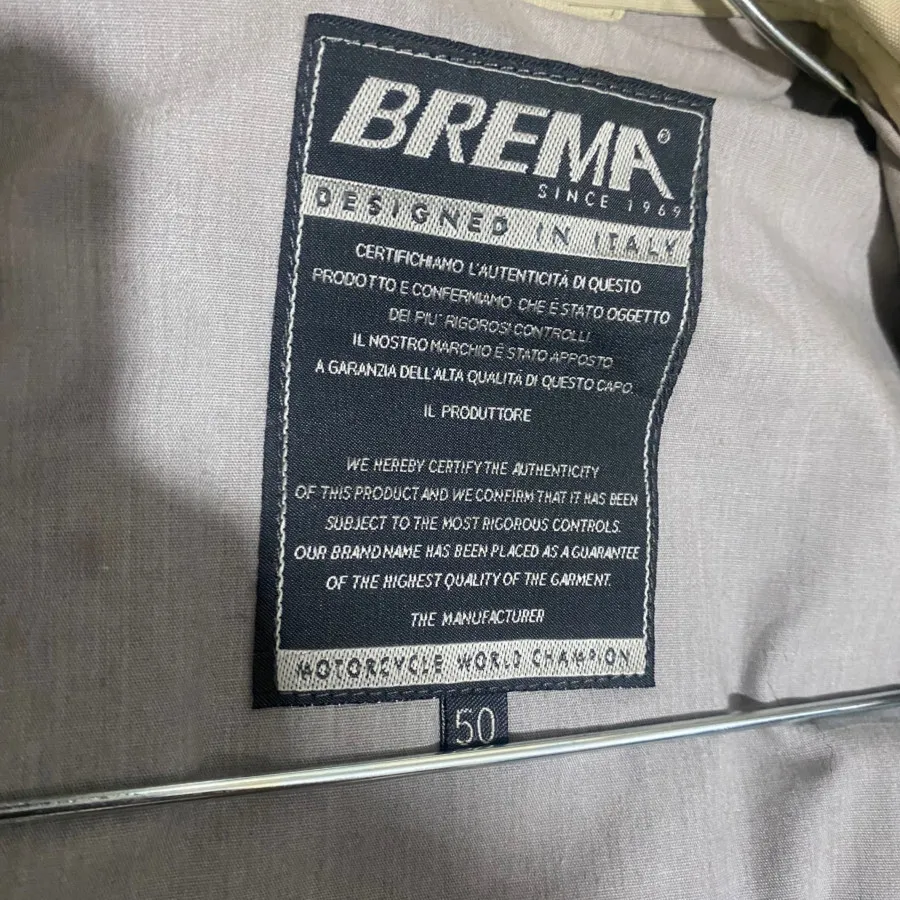 BREMA®
SINCE 1969
DESIGNED IN ITALY
CERTIFICHIAMO L'AUTENTICITÀ DI QUESTO
PRODOTTO E CONFERMIAMO CHE È STATO OGGETTO
DEI PIU' RIGOROSI CONTROLLI
IL NOSTRO MARCHIO È STATO APPOSTO
A GARANZIA DELL'ALTA QUALITÀ DI QUESTO CAPO.
IL PRODUTTORE
WE HEREBY CERTIFY THE AUTHENTICITY
OF THIS PRODUCT AND WE CONFIRM THAT IT HAS BEEN
SUBJECT TO THE MOST RIGOROUS CONTROLS.
OUR BRAND NAME HAS BEEN PLACED AS A GUARANTEE
OF THE HIGHEST QUALITY OF THE GARMENT.
THE MANUFACTURER
MOTORCYCLE WORLD CHAMPION
50